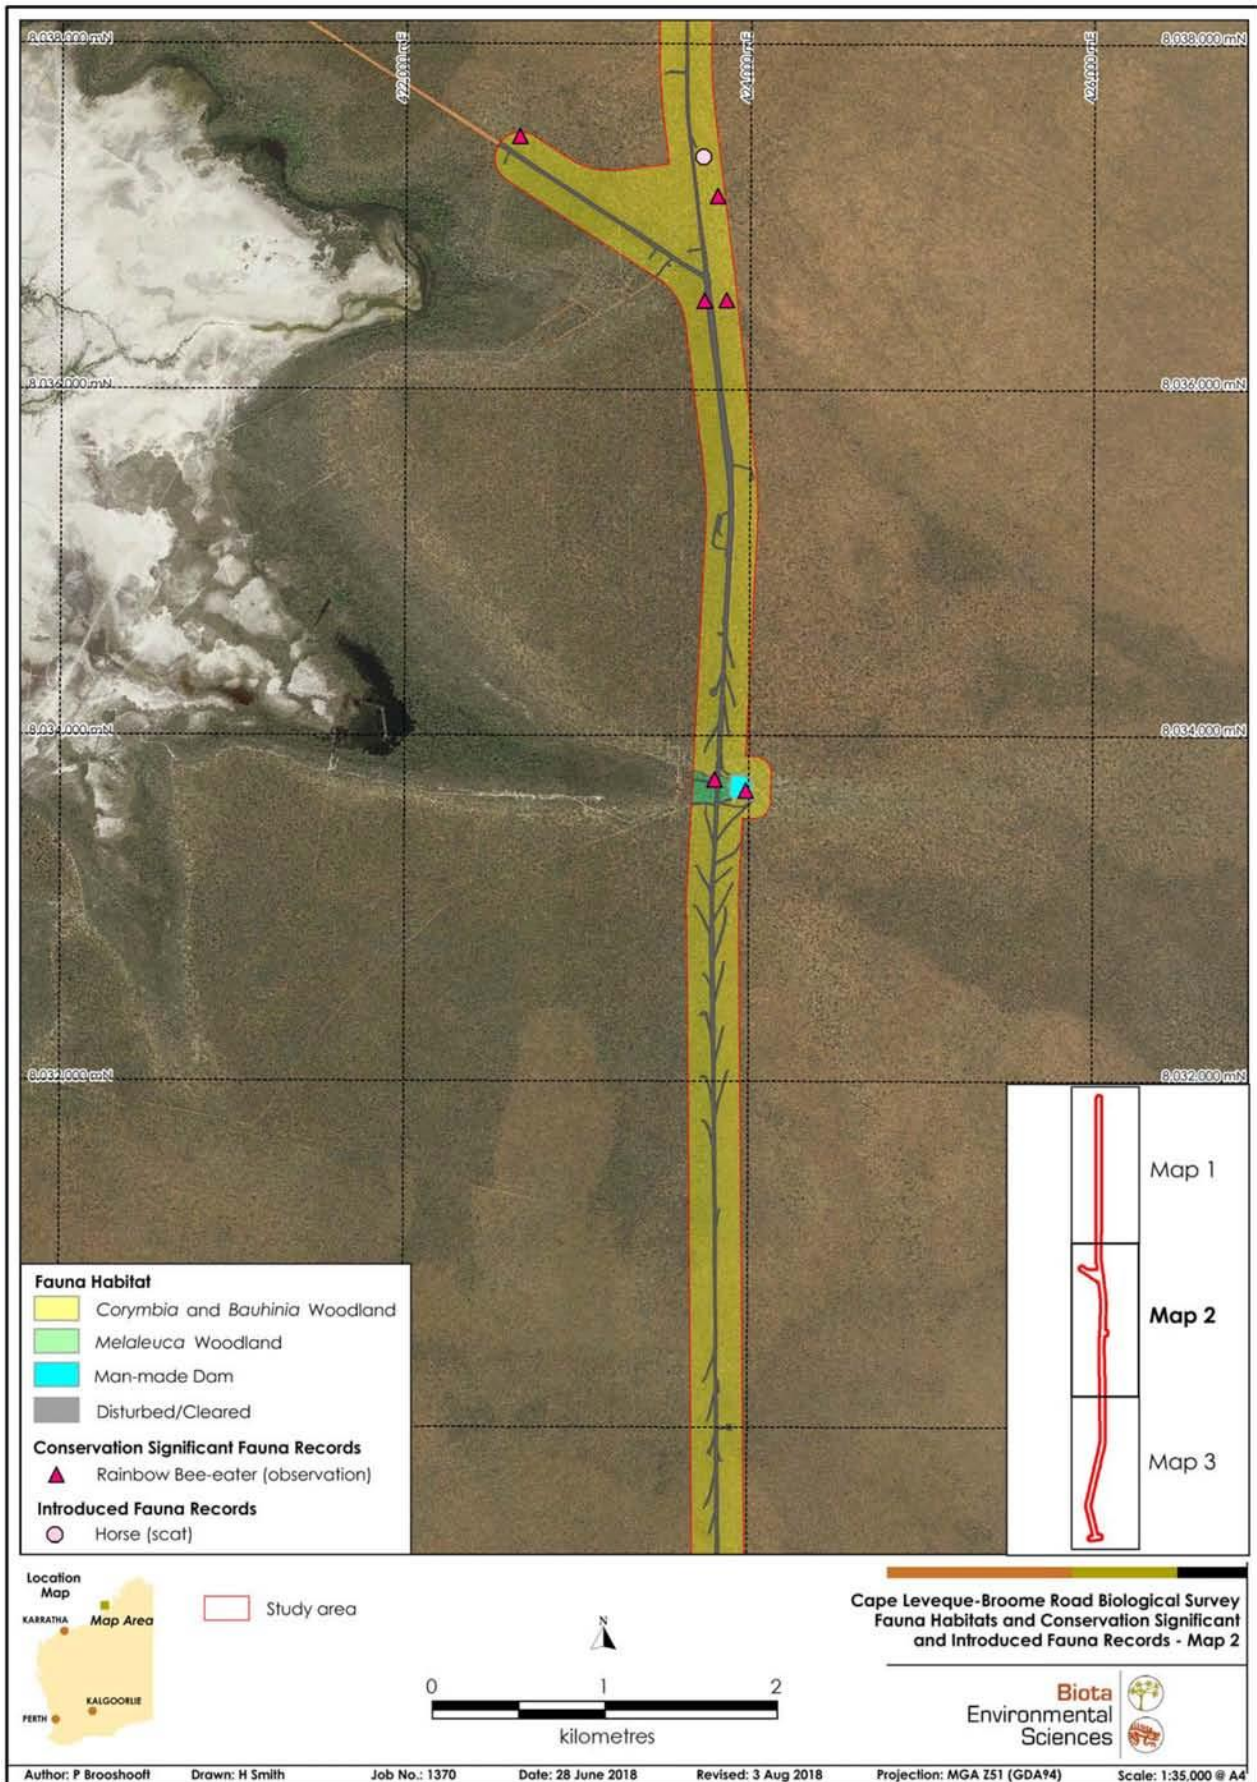 8,038,000 mN
422,000 mE
424,000 mE
426,000 mE
8,038,000 mN
8,036,000 mN
8,036,000 mN
8,034,000 mN
8,034,000 mN
8,032,000 mN
8,032,000 mN
Fauna Habitat
Corymbia and Bauhinia Woodland
Melaleuca Woodland
Man-made Dam
Disturbed/Cleared
Conservation Significant Fauna Records
Rainbow Bee-eater (observation)
Introduced Fauna Records
Horse (scat)
Map 1
Map 2
Map 3
Location
Map
KARRATHA
Map Area
KALGOORLIE
PERTH
Study area
N
0 1 2
kilometres
Cape Leveque-Broome Road Biological Survey
Fauna Habitats and Conservation Significant
and Introduced Fauna Records - Map 2
Biota
Environmental
Sciences
Author: P Brooshooft Drawn: H Smith Job No.: 1370 Date: 28 June 2018 Revised: 3 Aug 2018 Projection: MGA Z51 (GDA94) Scale: 1:35,000 @ A4